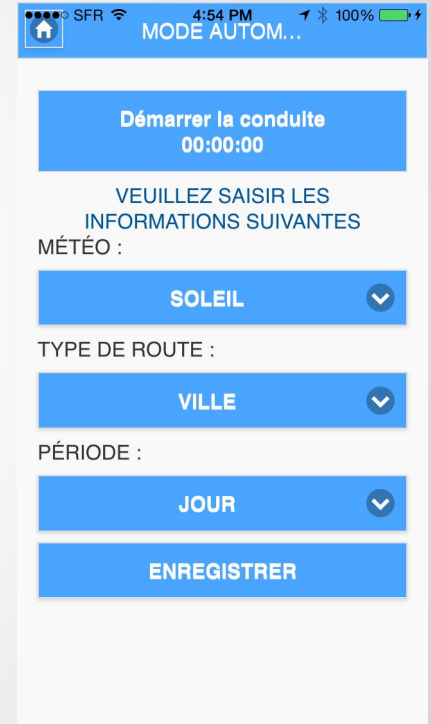 SFR 4:54 PM 100%
MODE AUTOM...
Démarrer la conduite
00:00:00
VEUILLEZ SAISIR LES
INFORMATIONS SUIVANTES
MÉTÉO :
SOLEIL
TYPE DE ROUTE :
VILLE
PÉRIODE :
JOUR
ENREGISTRER